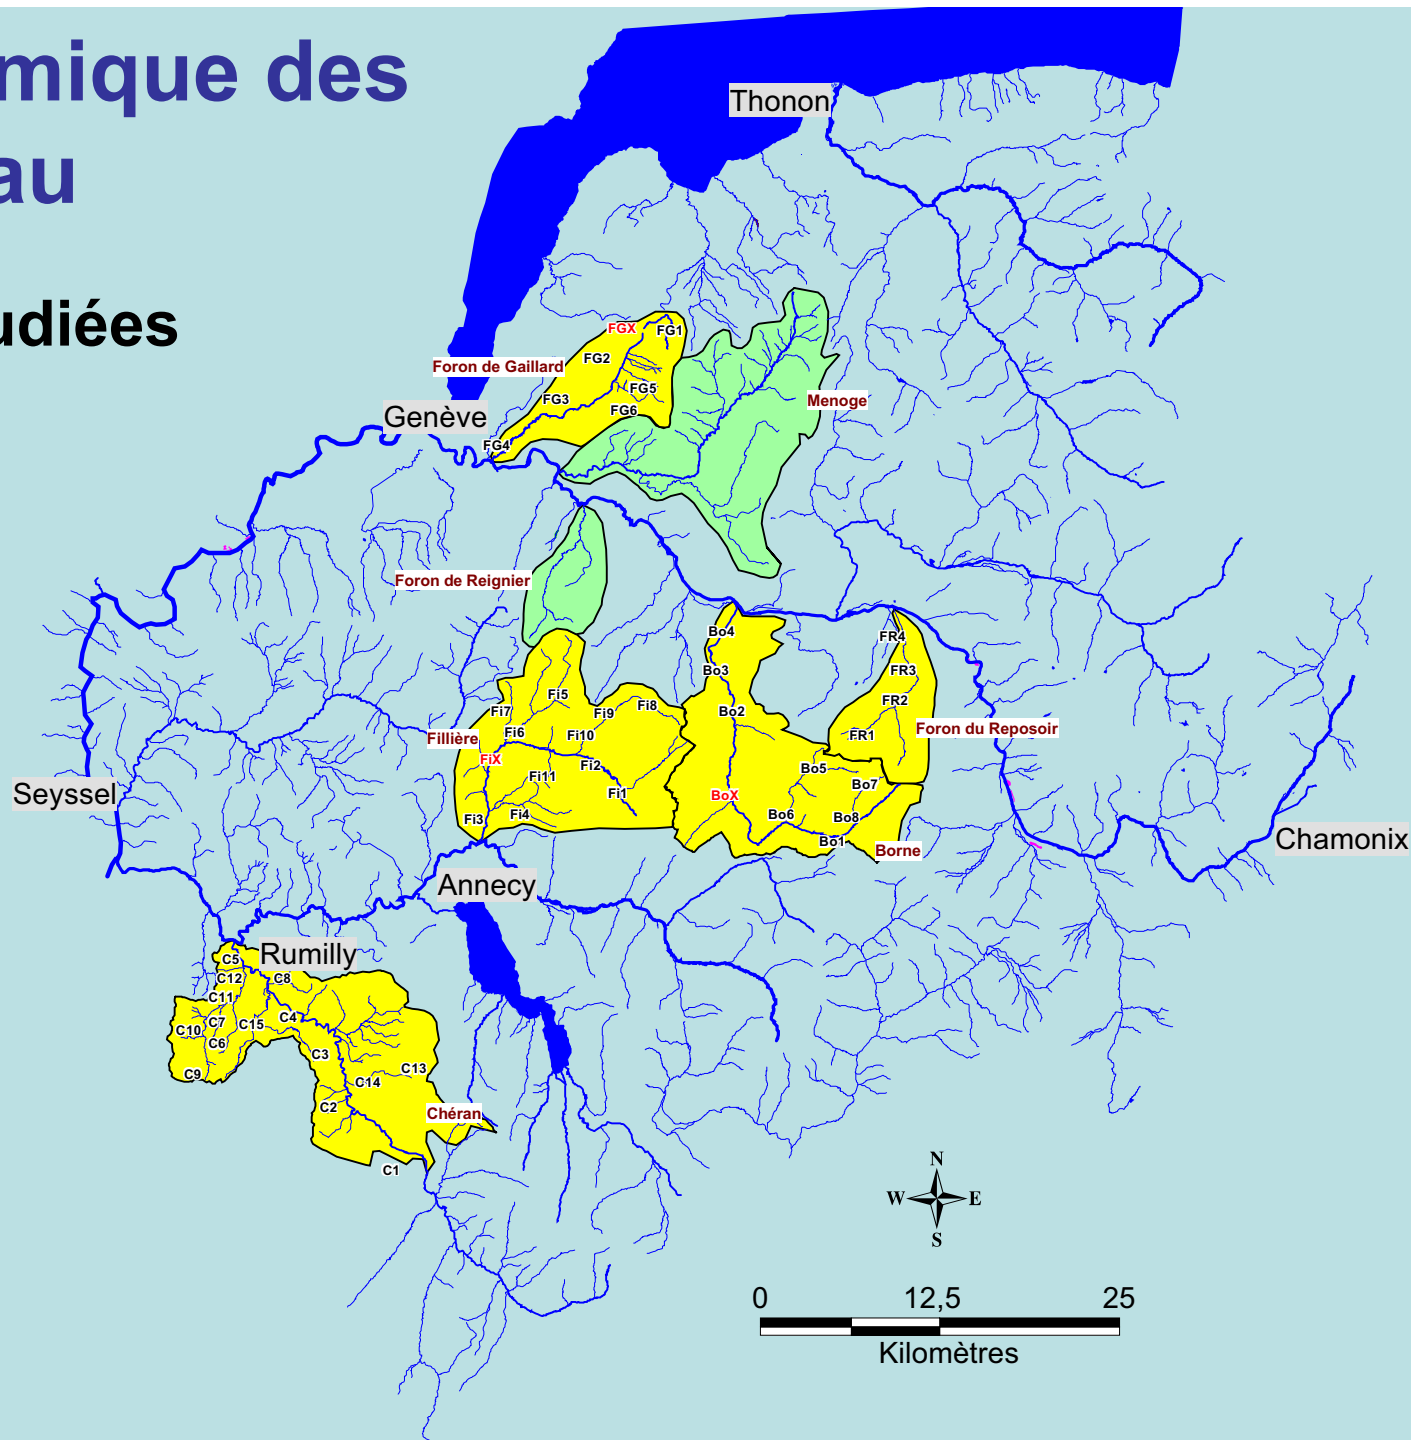 mique des
au
udiées
Thonon
FGX
FG1
FG2
Foron de Gaillard
FG5
FG3
Menoge
FG6
Genève
FG4
Foron de Reignier
Bo4
FR4
Bo3
FR3
Fi5
FR2
Fi8
Fi7
Fi9
Bo2
Foron du Reposoir
Fi6
Fi10
FR1
Fillière
FiX
Fi2
Bo5
Fi11
Bo7
Seyssel
Fi1
BoX
Fi4
Bo6
Bo8
Fi3
Bo1
Borne
Chamonix
Annecy
Rumilly
C5
C12
C8
C11
C10
C7
C15
C4
C6
C3
C9
C14
C13
C2
Chéran
C1
N
W E
S
0 12,5 25
Kilomètres